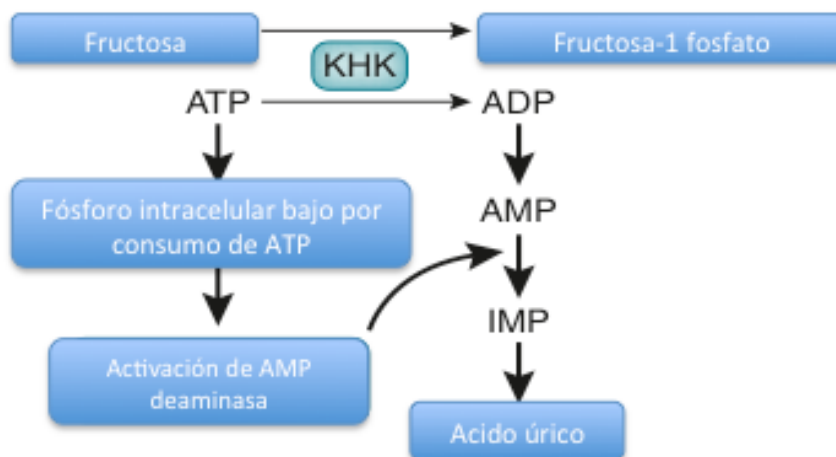 Fructosa
Fructosa-1 fosfato
KHK
ATP
ADP
Fósforo intracelular bajo por
consumo de ATP
AMP
IMP
Activación de AMP
deaminasa
Acido úrico